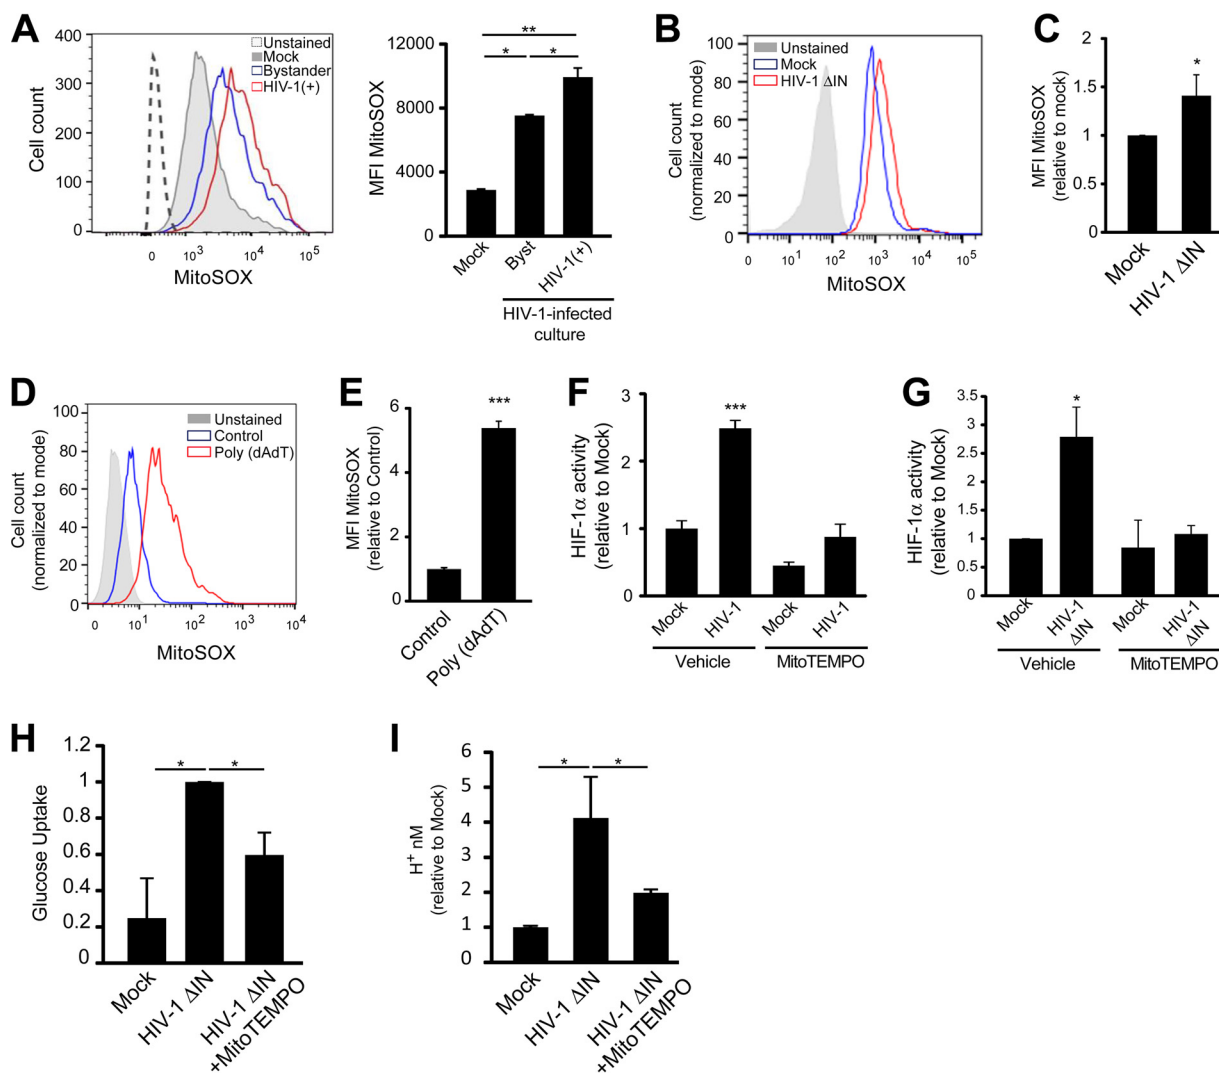 A
400
300
200
100
0
Cell count
Unstained
Mock
Bystander
HIV-1(+)
0 10³ 10⁴ 10⁵
MitoSOX
12000
8000
4000
0
MFI MitoSOX
**
* *
Mock
Byst
HIV-1(+)
HIV-1-infected
culture
B
100
80
60
40
20
0
Cell count
(normalized to mode)
Unstained
Mock
HIV-1 ΔIN
0 10¹ 10² 10³ 10⁴ 10⁵
MitoSOX
C
2
1.5
1
0.5
0
MFI MitoSOX
(relative to mock)
*
Mock
HIV-1 ΔIN
D
100
80
60
40
20
0
Cell count
(normalized to mode)
Unstained
Control
Poly (dAdT)
0 10¹ 10² 10³ 10⁴
MitoSOX
E
6
4
2
0
MFI MitoSOX
(relative to Control)
***
Control
Poly (dAdT)
F
3
2
1
0
HIF-1α activity
(relative to Mock)
***
Mock
HIV-1
Mock
HIV-1
Vehicle
MitoTEMPO
G
3.5
3
2.5
2
1.5
1
0.5
0
HIF-1α activity
(relative to Mock)
*
Mock
HIV-1
ΔIN
Mock
HIV-1
ΔIN
Vehicle
MitoTEMPO
H
1.2
1
0.8
0.6
0.4
0.2
0
Glucose Uptake
* *
Mock
HIV-1 ΔIN
HIV-1 ΔIN
+MitoTEMPO
I
6
5
4
3
2
1
0
H⁺ nM
(relative to Mock)
* *
Mock
HIV-1 ΔIN
HIV-1 ΔIN
+MitoTEMPO